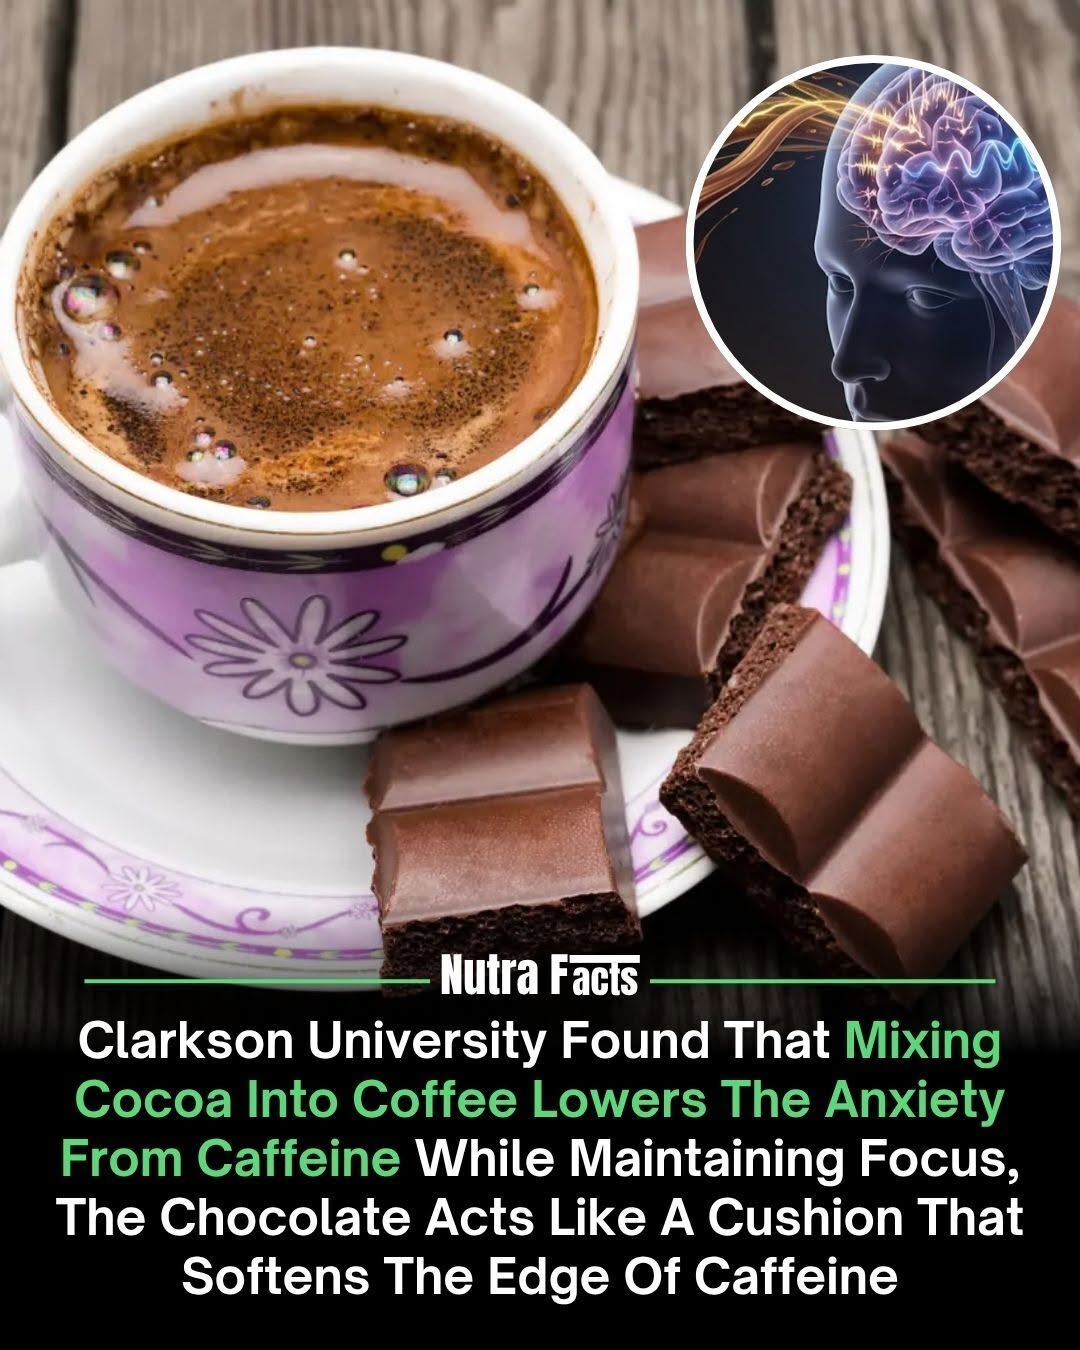 Nutra Facts
Clarkson University Found That Mixing
Cocoa Into Coffee Lowers The Anxiety
From Caffeine While Maintaining Focus,
The Chocolate Acts Like A Cushion That
Softens The Edge Of Caffeine